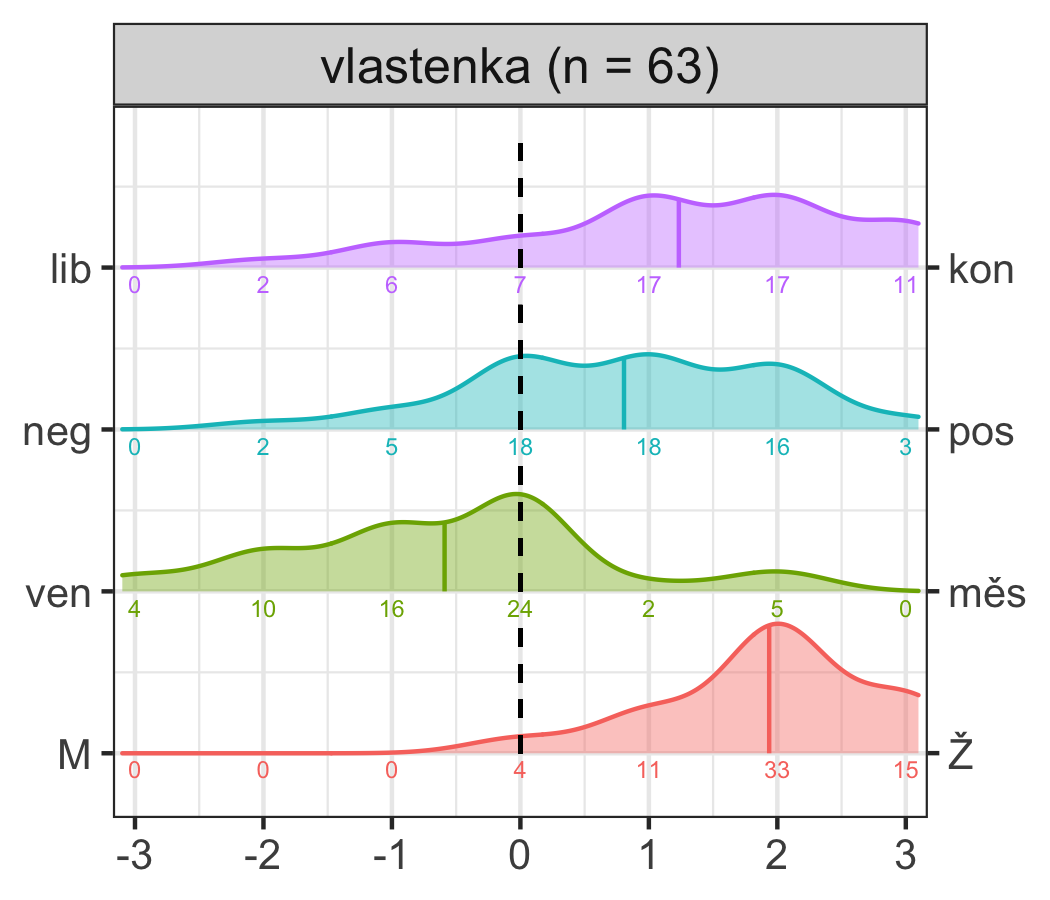 vlastenka (n = 63)
lib kon
0 2 6 7 17 17 11
neg pos
0 2 5 18 18 16 3
ven měs
4 10 16 24 2 5 0
M Ž
0 0 0 4 11 33 15
-3 -2 -1 0 1 2 3